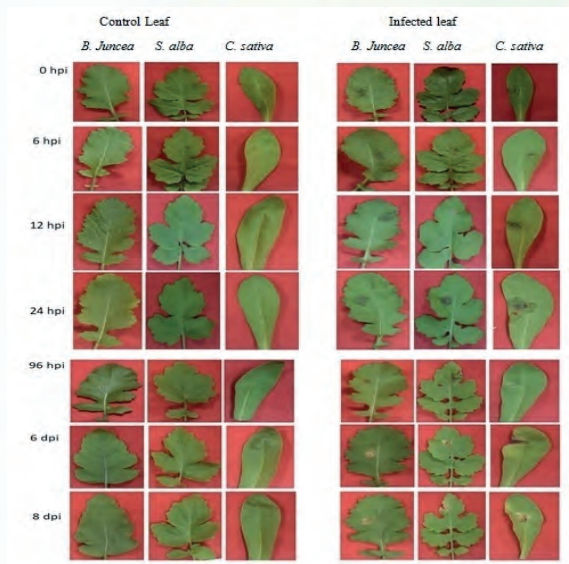 Control Leaf Infected leaf
B. Juncea S. alba C. sativa B. Juncea S. alba C. sativa
0 hpi
6 hpi
12 hpi
24 hpi
96 hpi
6 dpi
8 dpi